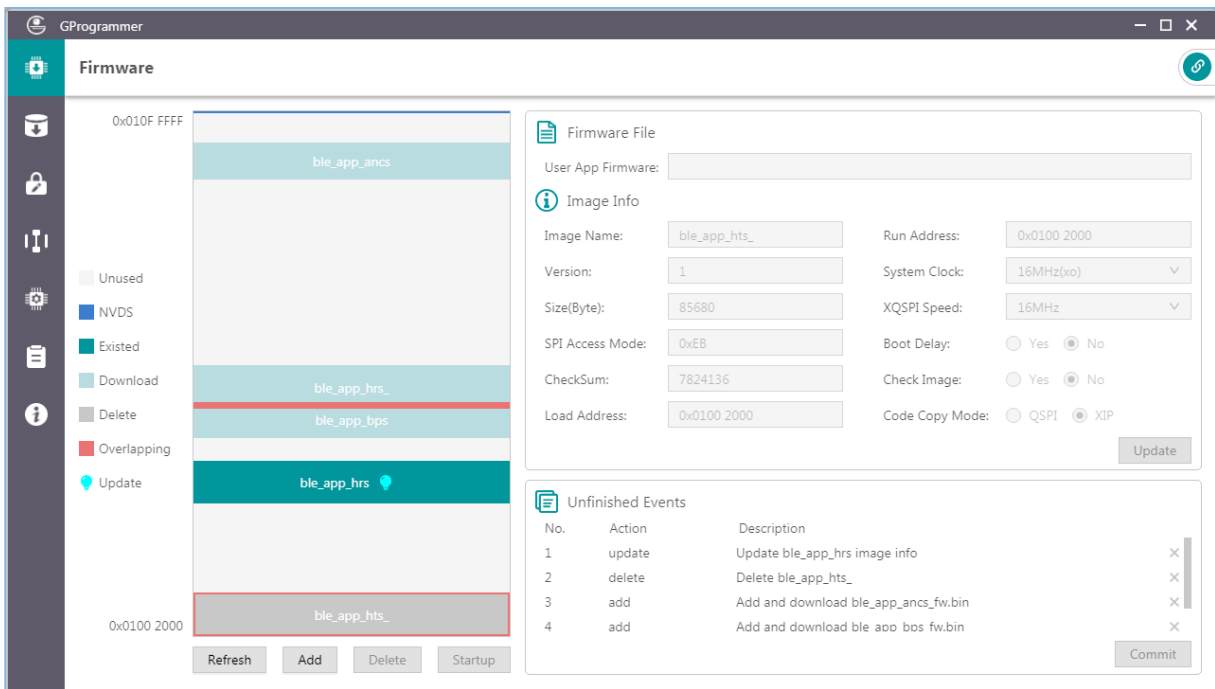 GProgrammer
Firmware
0x010F FFFF
ble_app_ancs
Unused
NVDS
Existed
Download
Delete
Overlapping
Update
ble_app_hrs_
ble_app_bps
ble_app_hrs
ble_app_hts_
0x0100 2000
Refresh Add Delete Startup
Firmware File
User App Firmware:
Image Info
Image Name: ble_app_hts_ Run Address: 0x0100 2000
Version: 1 System Clock: 16MHz(xo)
Size(Byte): 85680 XQSPI Speed: 16MHz
SPI Access Mode: 0xEB Boot Delay: Yes No
CheckSum: 7824136 Check Image: Yes No
Load Address: 0x0100 2000 Code Copy Mode: QSPI XIP
Update
Unfinished Events
No. Action Description
1 update Update ble_app_hrs image info
2 delete Delete ble_app_hts_
3 add Add and download ble_app_ancs_fw.bin
4 add Add and download ble_app_bps_fw.bin
Commit